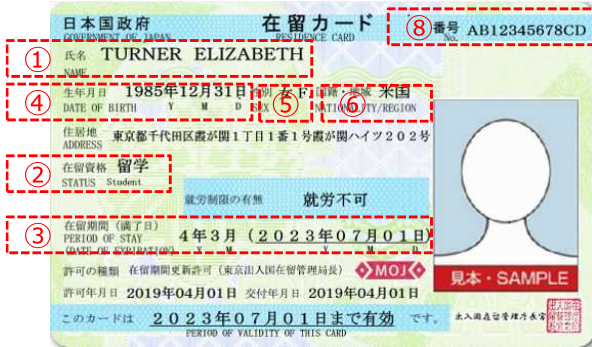 日本国政府 在留カード ⑧ 番号 AB12345678CD
GOVERNMENT OF JAPAN RESIDENCE CARD No.
① 氏名 TURNER ELIZABETH
NAME
④ 生年月日 1985年12月31日 ⑤ 性別 女 F. ⑥ 国籍・地域 米国
DATE OF BIRTH Y M D SEX NATIONALITY/REGION
住居地 東京都千代田区霞が関1丁目1番1号霞が関ハイツ202号
ADDRESS
② 在留資格 留学
STATUS Student
就労制限の有無 就労不可
③ 在留期間(満了日) 4年3月(2023年07月01日)
PERIOD OF STAY
(DATE OF EXPIRATION) Y M Y M D
許可の種類 在留期間更新許可(東京出入国在留管理局長) MOJ
見本・SAMPLE
許可年月日 2019年04月01日 交付年月日 2019年04月01日
このカードは 2023年07月01日まで有効 です。 出入国在留管理庁長官
PERIOD OF VALIDITY OF THIS CARD